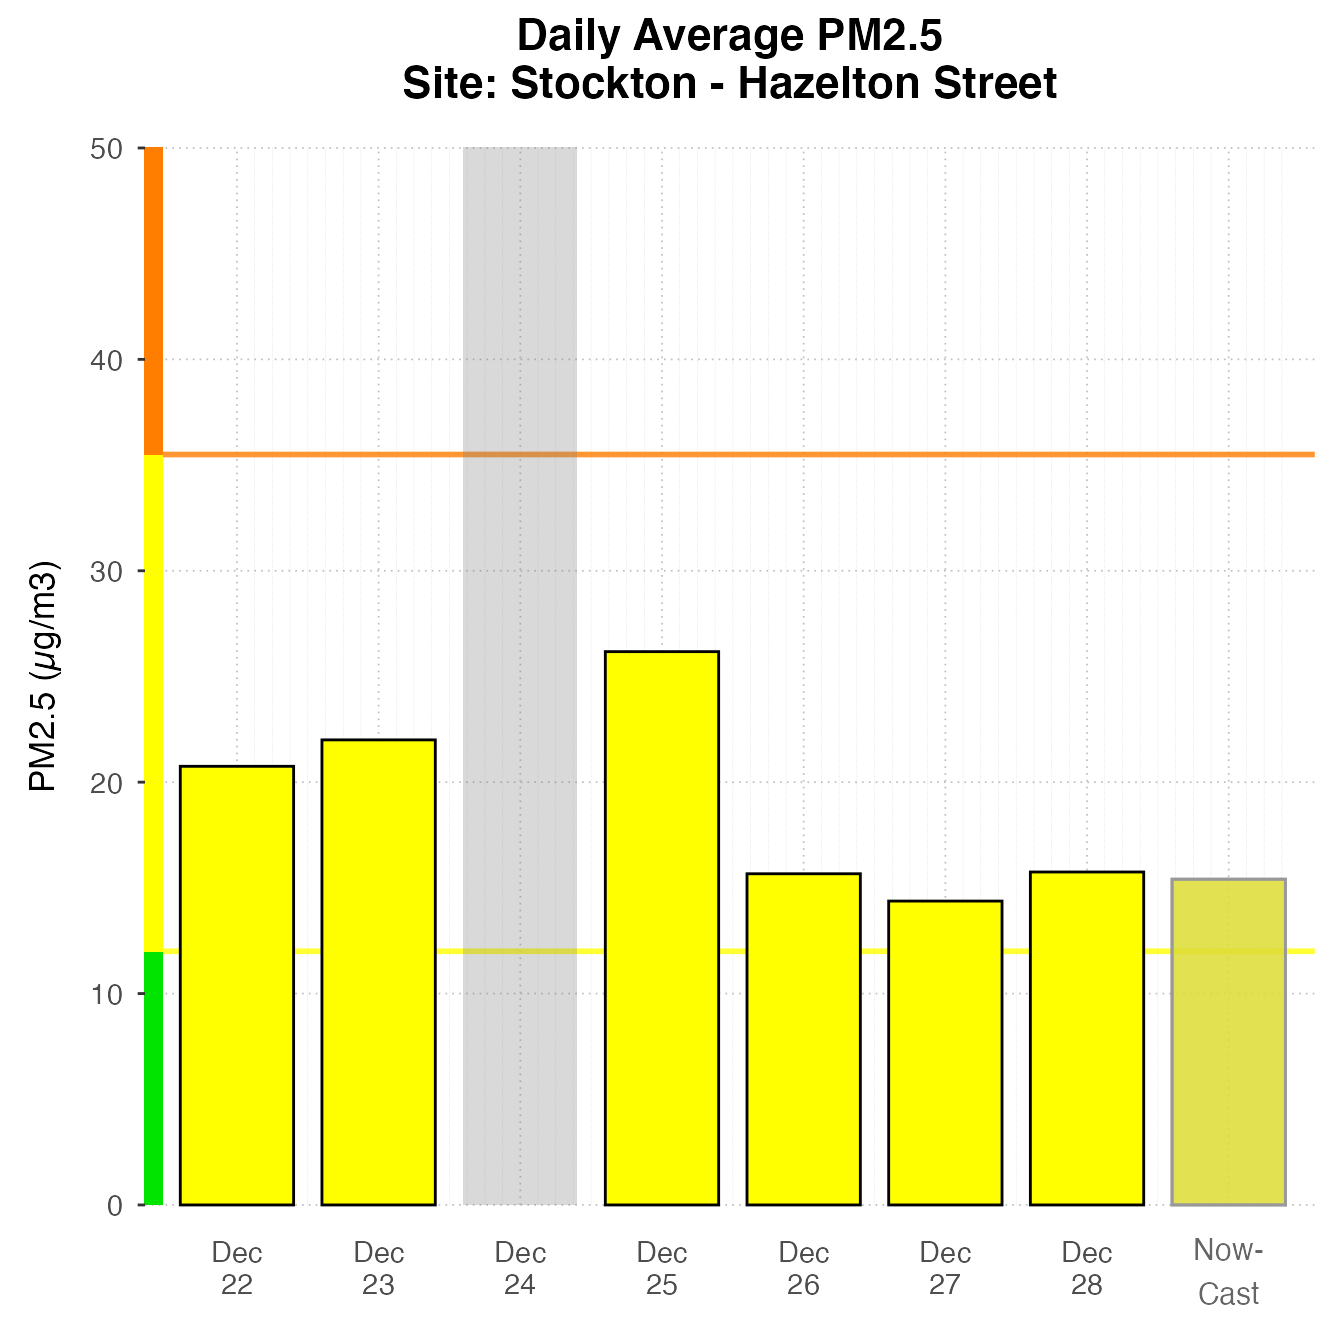 Daily Average PM2.5
Site: Stockton - Hazelton Street
50
40
30
20
10
0
PM2.5 (µg/m3)
Dec 22
Dec 23
Dec 24
Dec 25
Dec 26
Dec 27
Dec 28
Now-
Cast